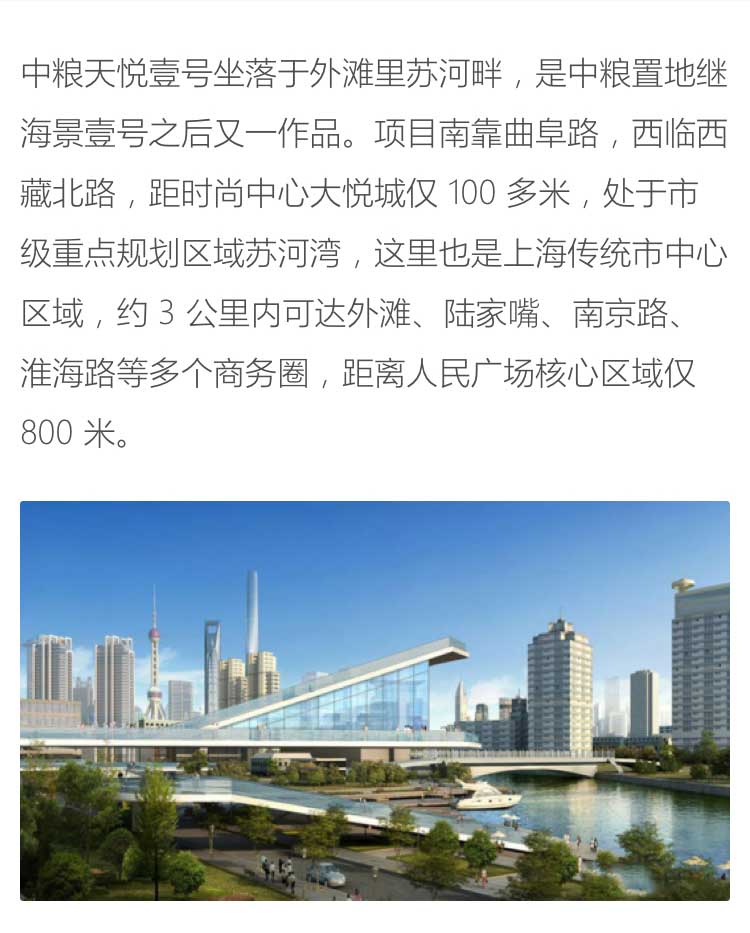 中粮天悦壹号坐落于外滩里苏河畔，是中粮置地继
海景壹号之后又一作品。项目南靠曲阜路，西临西
藏北路，距时尚中心大悦城仅 100 多米，处于市
级重点规划区域苏河湾，这里也是上海传统市中心
区域，约 3 公里内可达外滩、陆家嘴、南京路、
淮海路等多个商务圈，距离人民广场核心区域仅
800 米。